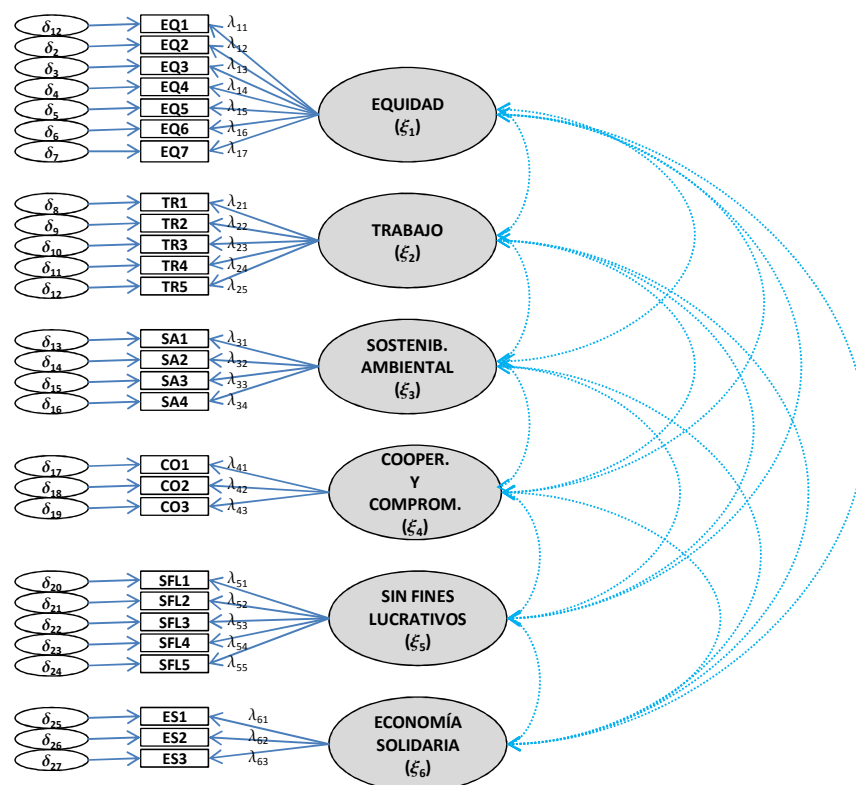 δ12 EQ1 λ11
δ2 EQ2 λ12
δ3 EQ3 λ13
δ4 EQ4 λ14
δ5 EQ5 λ15
δ6 EQ6 λ16
δ7 EQ7 λ17
EQUIDAD
(ξ1)
δ8 TR1 λ21
δ9 TR2 λ22
δ10 TR3 λ23
δ11 TR4 λ24
δ12 TR5 λ25
TRABAJO
(ξ2)
δ13 SA1 λ31
δ14 SA2 λ32
δ15 SA3 λ33
δ16 SA4 λ34
SOSTENIB.
AMBIENTAL
(ξ3)
δ17 CO1 λ41
δ18 CO2 λ42
δ19 CO3 λ43
COOPER.
Y
COMPROM.
(ξ4)
δ20 SFL1 λ51
δ21 SFL2 λ52
δ22 SFL3 λ53
δ23 SFL4 λ54
δ24 SFL5 λ55
SIN FINES
LUCRATIVOS
(ξ5)
δ25 ES1 λ61
δ26 ES2 λ62
δ27 ES3 λ63
ECONOMÍA
SOLIDARIA
(ξ6)